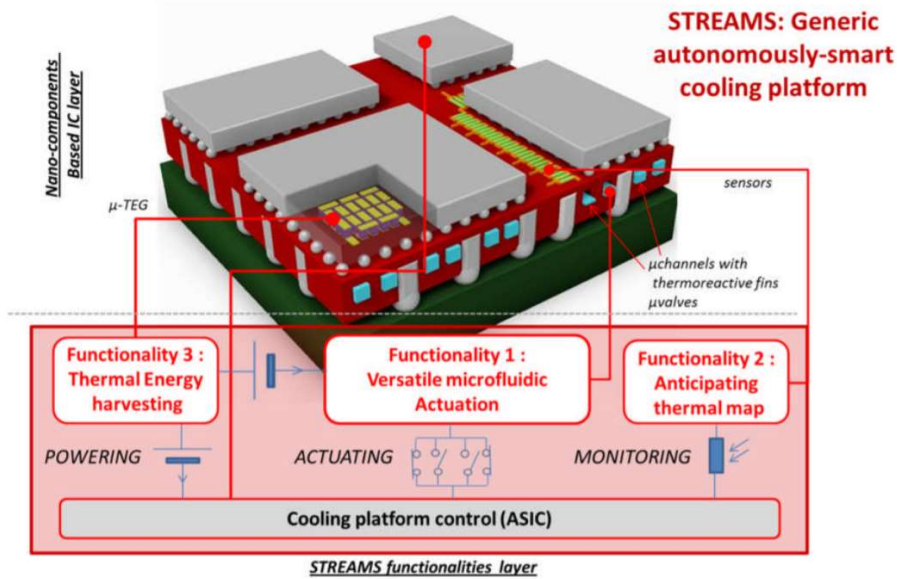 STREAMS: Generic
autonomously-smart
cooling platform
Nano-components
Based IC layer
μ-TEG
sensors
μchannels with
thermoreactive fins
μvalves
Functionality 3 :
Thermal Energy
harvesting
Functionality 1 :
Versatile microfluidic
Actuation
Functionality 2 :
Anticipating
thermal map
POWERING
ACTUATING
MONITORING
Cooling platform control (ASIC)
STREAMS functionalities layer